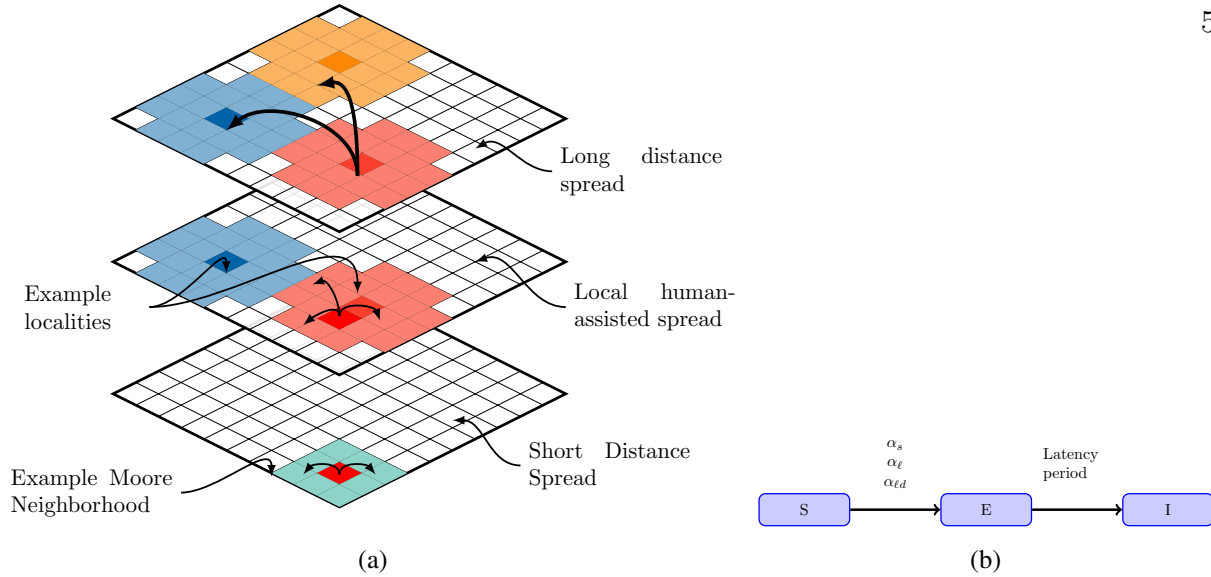 5
Long distance
spread
Example
localities
Local human-
assisted spread
Example Moore
Neighborhood
Short Distance
Spread
(a)
α_s
α_ℓ
α_ℓd
Latency
period
S
E
I
(b)